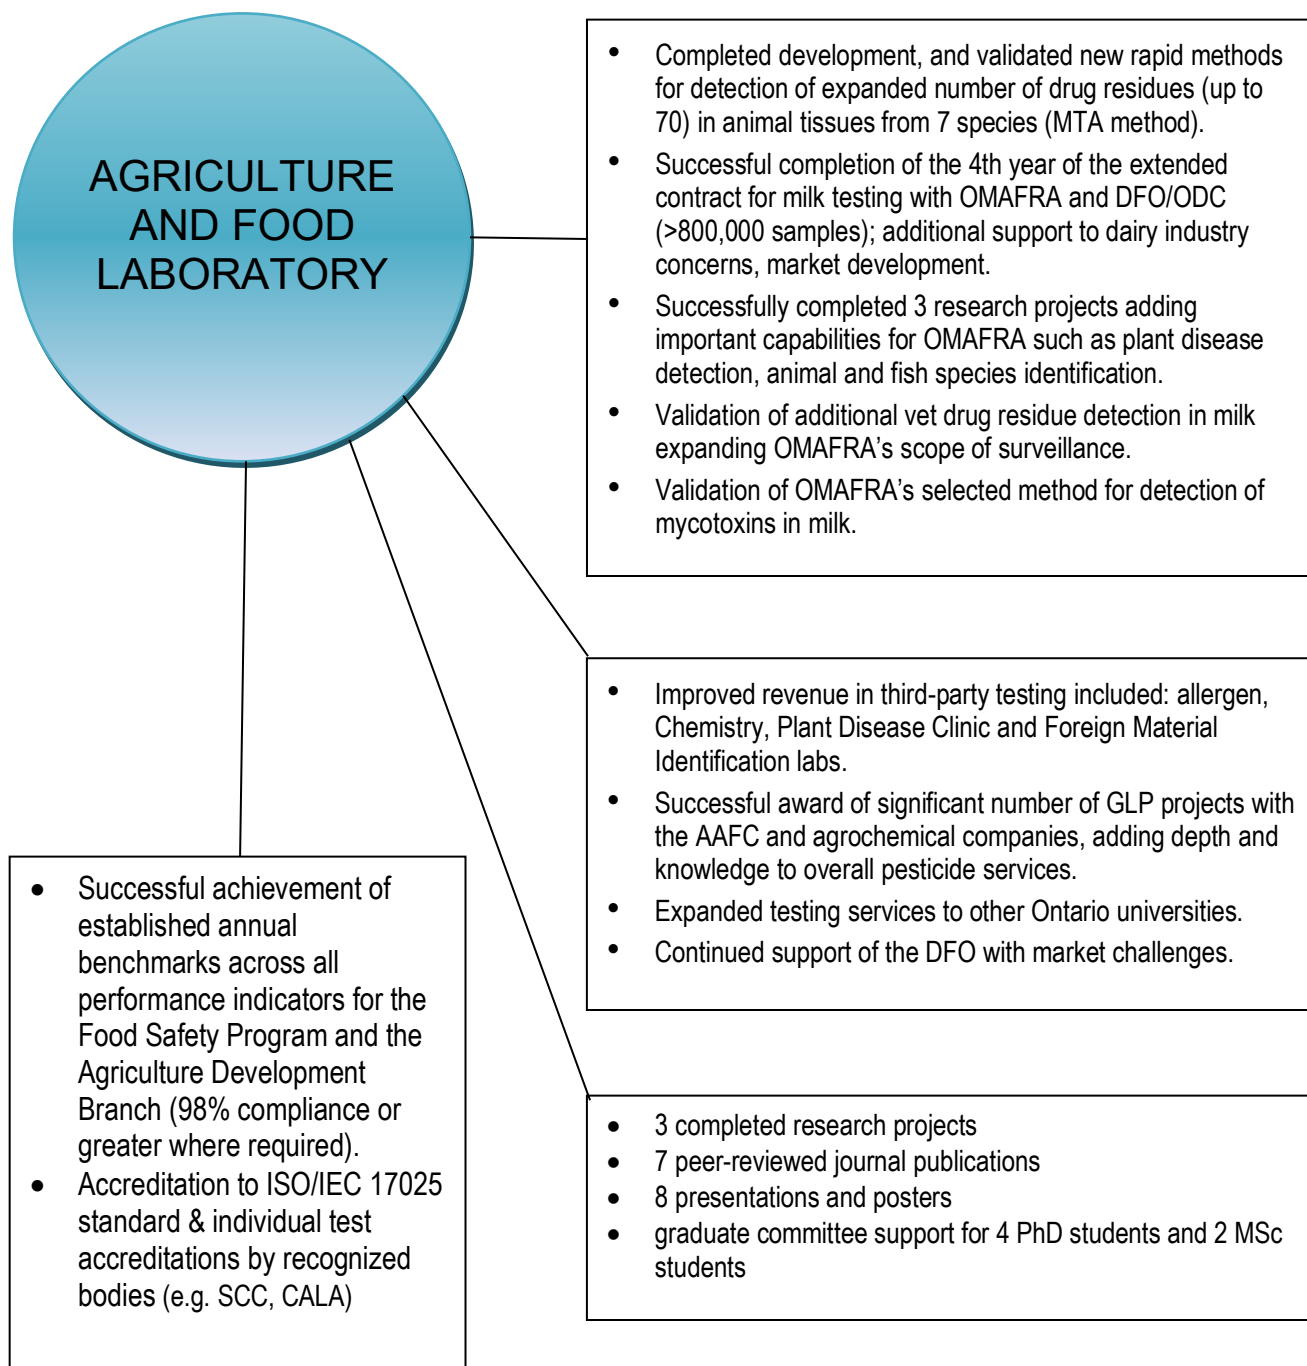 AGRICULTURE
AND FOOD
LABORATORY
• Completed development, and validated new rapid methods
for detection of expanded number of drug residues (up to
70) in animal tissues from 7 species (MTA method).
• Successful completion of the 4th year of the extended
contract for milk testing with OMAFRA and DFO/ODC
(>800,000 samples); additional support to dairy industry
concerns, market development.
• Successfully completed 3 research projects adding
important capabilities for OMAFRA such as plant disease
detection, animal and fish species identification.
• Validation of additional vet drug residue detection in milk
expanding OMAFRA's scope of surveillance.
• Validation of OMAFRA's selected method for detection of
mycotoxins in milk.
• Improved revenue in third-party testing included: allergen,
Chemistry, Plant Disease Clinic and Foreign Material
Identification labs.
• Successful award of significant number of GLP projects with
the AAFC and agrochemical companies, adding depth and
knowledge to overall pesticide services.
• Expanded testing services to other Ontario universities.
• Continued support of the DFO with market challenges.
• Successful achievement of
established annual
benchmarks across all
performance indicators for the
Food Safety Program and the
Agriculture Development
Branch (98% compliance or
greater where required).
• Accreditation to ISO/IEC 17025
standard & individual test
accreditations by recognized
bodies (e.g. SCC, CALA)
• 3 completed research projects
• 7 peer-reviewed journal publications
• 8 presentations and posters
• graduate committee support for 4 PhD students and 2 MSc
students